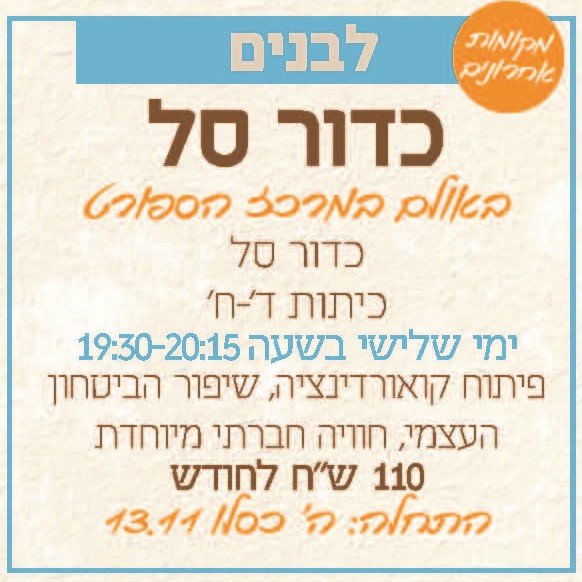 לבנים
מקומות
אחרונים
כדור סל
באולם במרכז הספורט
כדור סל
כיתות ד'-ח'
ימי שלישי בשעה 19:30-20:15
פיתוח קואורדינציה, שיפור הביטחון
העצמי, חוויה חברתי מיוחדת
110 ש"ח לחודש
התחלה: ה' כסלו 13.11